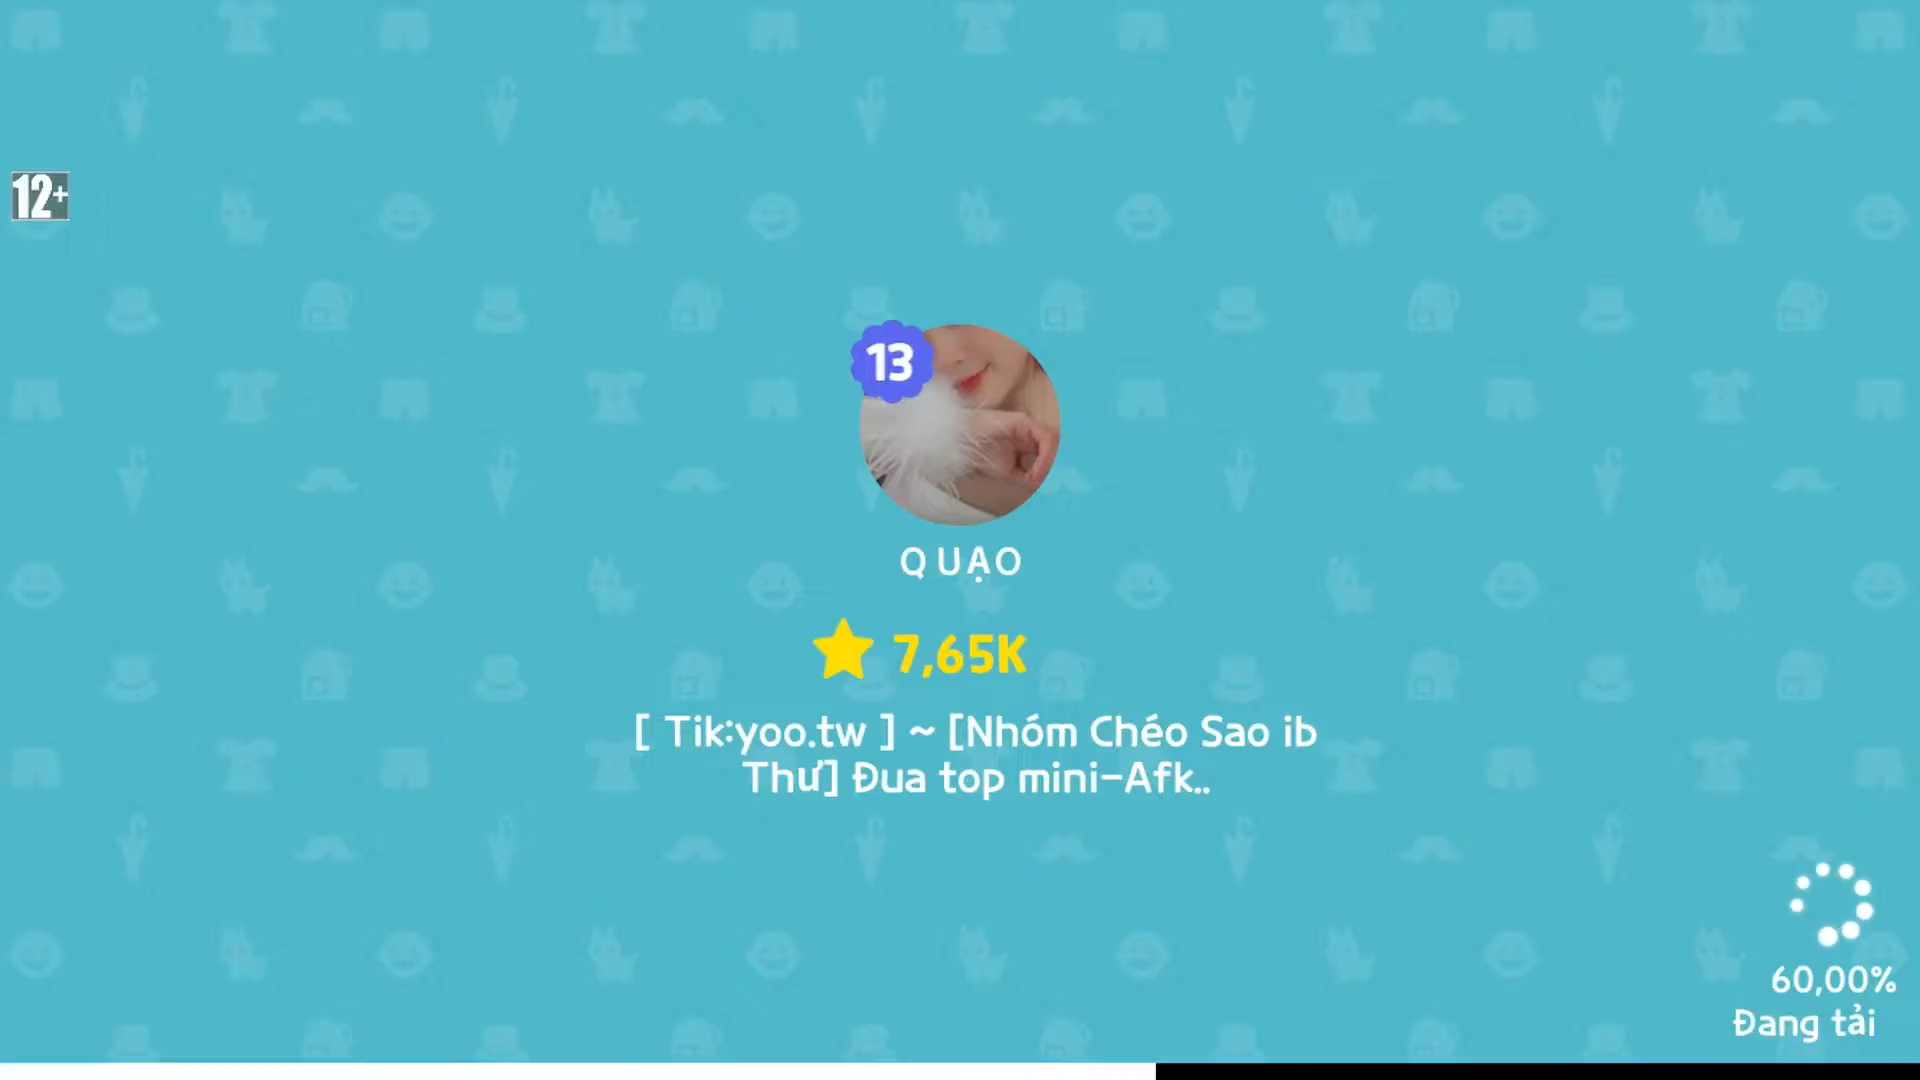 12+
13
QUẠO
7,65K
[ Tik:yoo.tw ] ~ [Nhóm Chéo Sao ib
Thư] Đua top mini-Afk..
60,00%
Đang tải